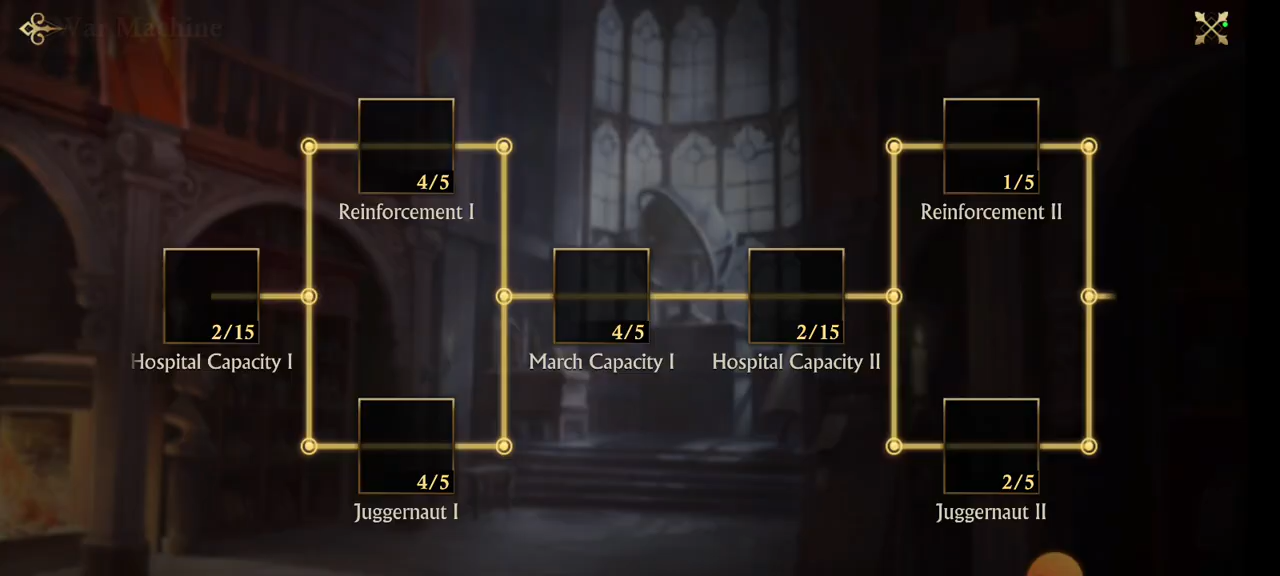 War Machine
4/5
Reinforcement I
1/5
Reinforcement II
2/15
Hospital Capacity I
4/5
March Capacity I
2/15
Hospital Capacity II
4/5
Juggernaut I
2/5
Juggernaut II